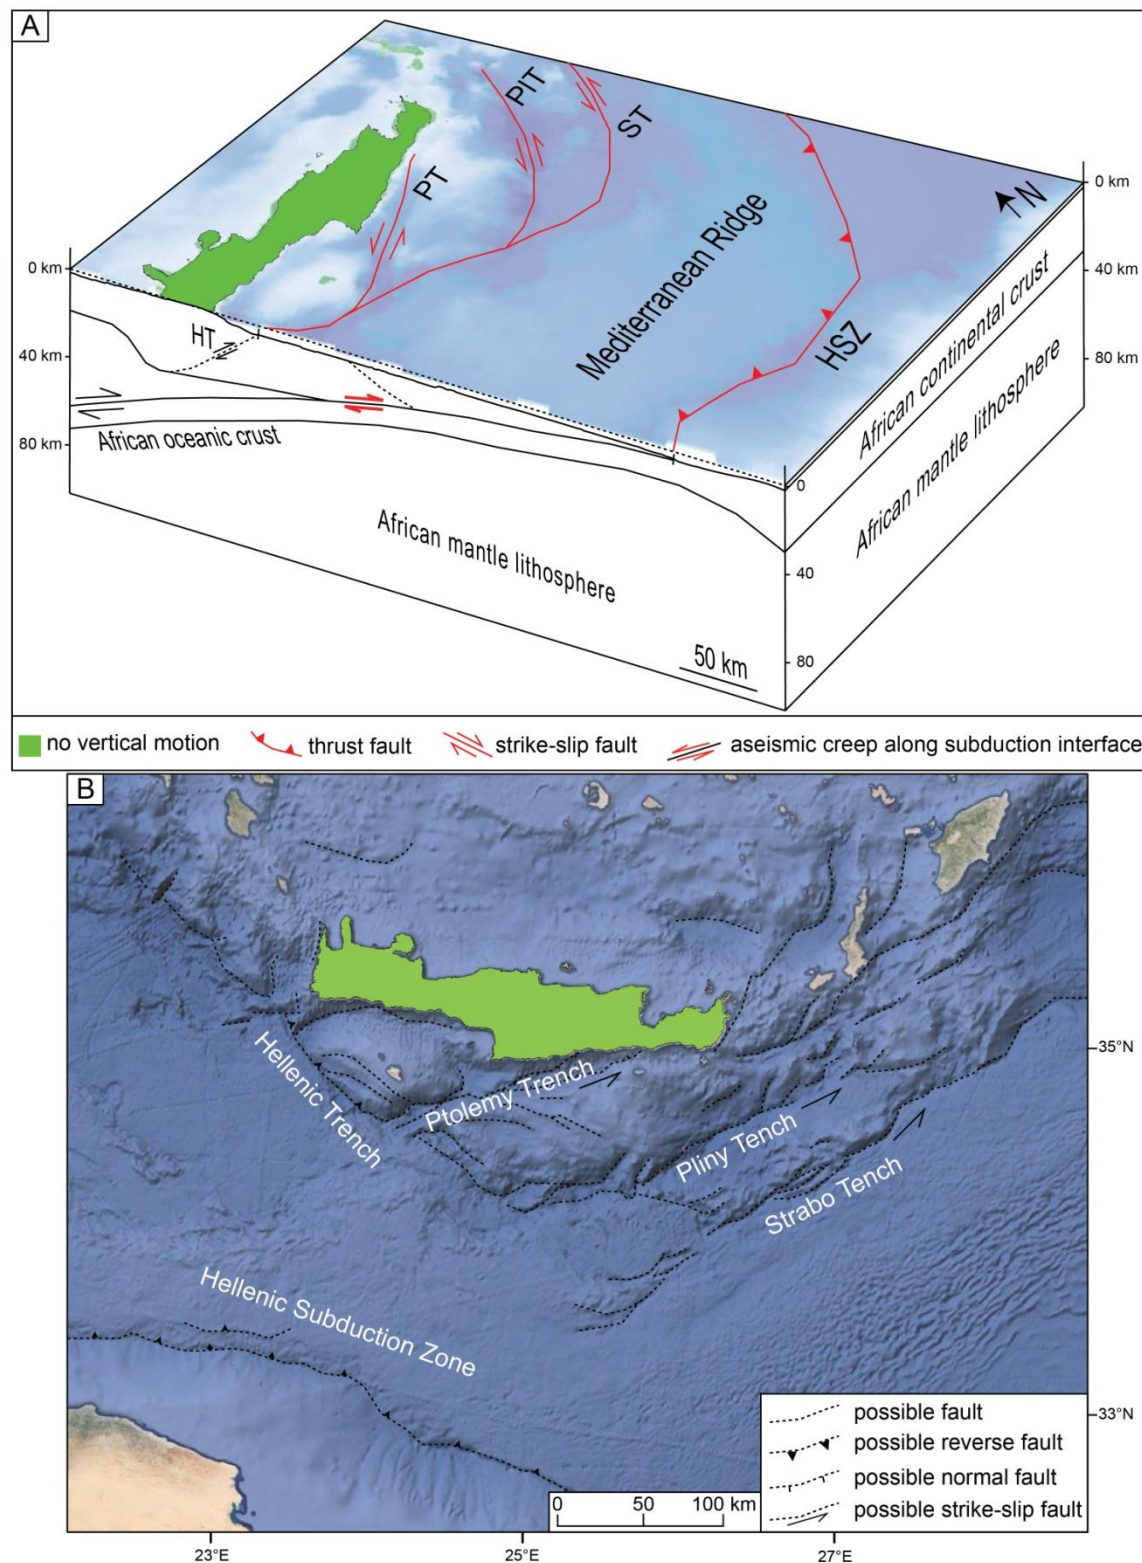 A
PlT
ST
PT
N
0 km
Mediterranean Ridge
0 km
40 km
HT
HSZ
African continental crust
40 km
80 km
African oceanic crust
0
80 km
African mantle lithosphere
African mantle lithosphere
40
50 km
80
no vertical motion
thrust fault
strike-slip fault
aseismic creep along subduction interface
B
35°N
Hellenic Trench
Ptolemy Trench
Pliny Tench
Strabo Tench
Hellenic Subduction Zone
possible fault
33°N
possible reverse fault
possible normal fault
0 50 100 km
possible strike-slip fault
23°E
25°E
27°E